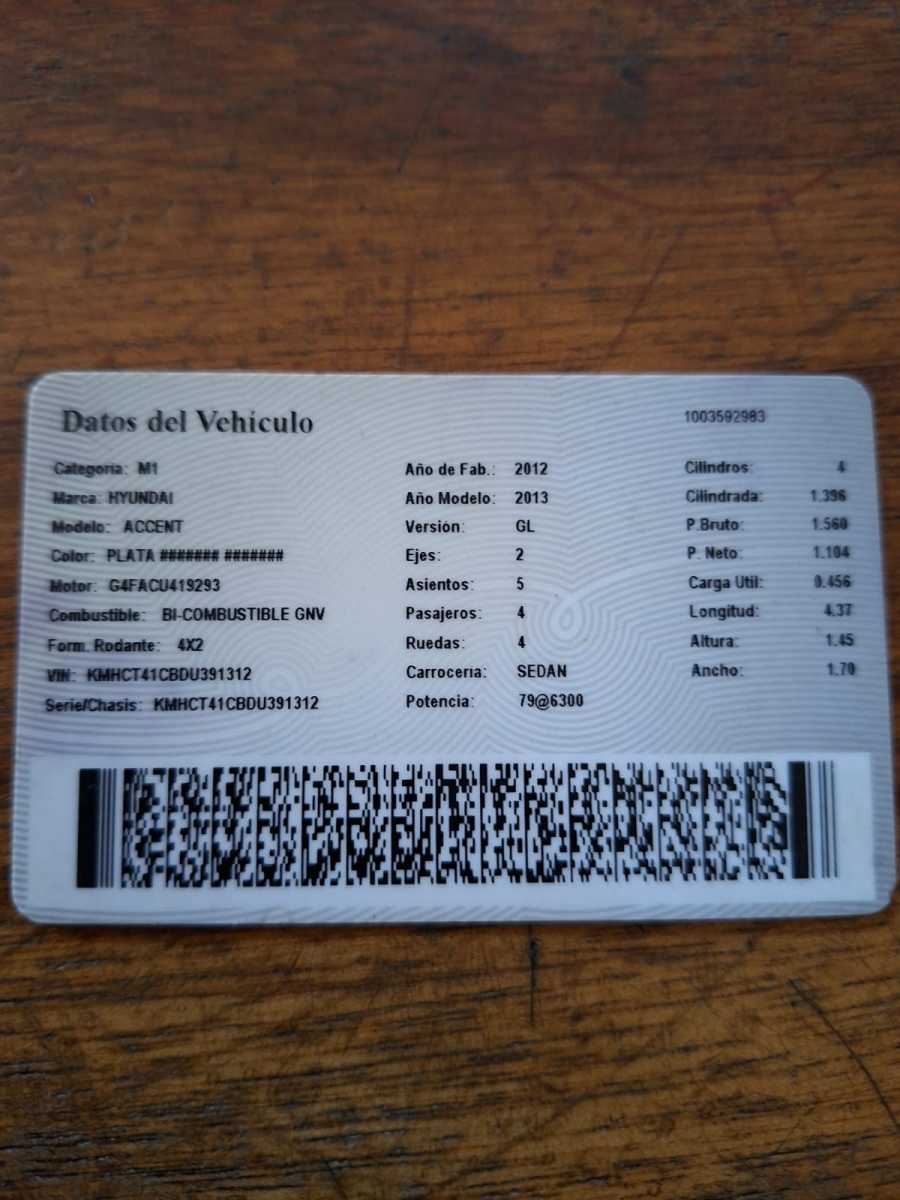 Datos del Vehículo 1003592983
Categoria: M1 Año de Fab.: 2012 Cilindros: 4
Marca: HYUNDAI Año Modelo: 2013 Cilindrada: 1.396
Modelo: ACCENT Versión: GL P.Bruto: 1.560
Color: PLATA ####### ####### Ejes: 2 P. Neto: 1.104
Motor: G4FACU419293 Asientos: 5 Carga Util: 0.456
Combustible: BI-COMBUSTIBLE GNV Pasajeros: 4 Longitud: 4.37
Form. Rodante: 4X2 Ruedas: 4 Altura: 1.45
VIN: KMHCT41CBDU391312 Carrocería: SEDAN Ancho: 1.70
Serie/Chasis: KMHCT41CBDU391312 Potencia: 79@6300